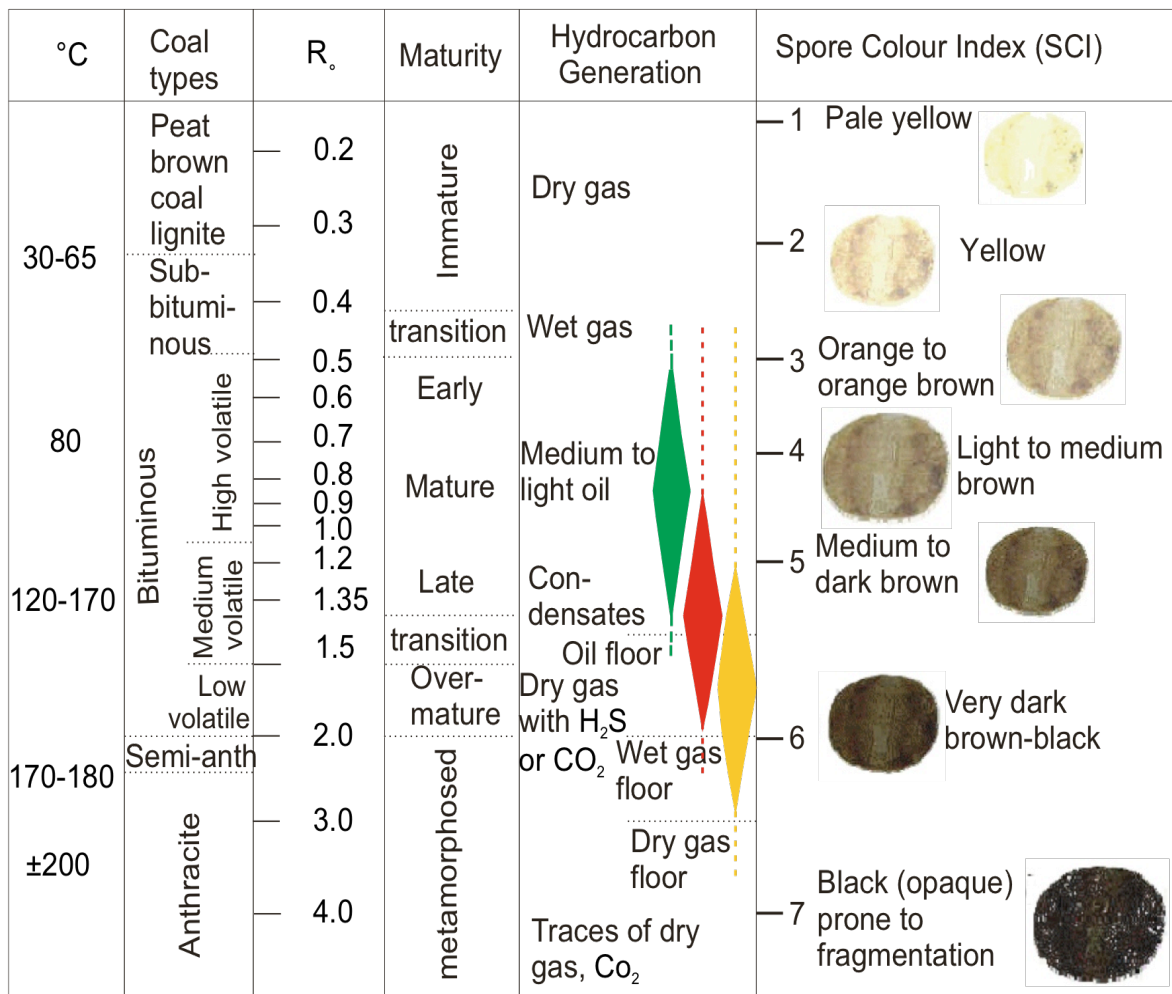 °C
Coal
types
R°
Maturity
Hydrocarbon
Generation
Spore Colour Index (SCI)
30-65
80
120-170
170-180
±200
Peat
brown
coal
lignite
Sub-
bitumi-
nous
Bituminous
High volatile
Medium
volatile
Low
volatile
Semi-anth
Anthracite
0.2
0.3
0.4
0.5
0.6
0.7
0.8
0.9
1.0
1.2
1.35
1.5
2.0
3.0
4.0
Immature
transition
Early
Mature
Late
transition
Over-
mature
metamorphosed
Dry gas
Wet gas
Medium to
light oil
Con-
densates
Oil floor
Dry gas
with H₂S
or CO₂
Wet gas
floor
Dry gas
floor
Traces of dry
gas, Co₂
1
Pale yellow
2
Yellow
3
Orange to
orange brown
4
Light to medium
brown
5
Medium to
dark brown
6
Very dark
brown-black
7
Black (opaque)
prone to
fragmentation